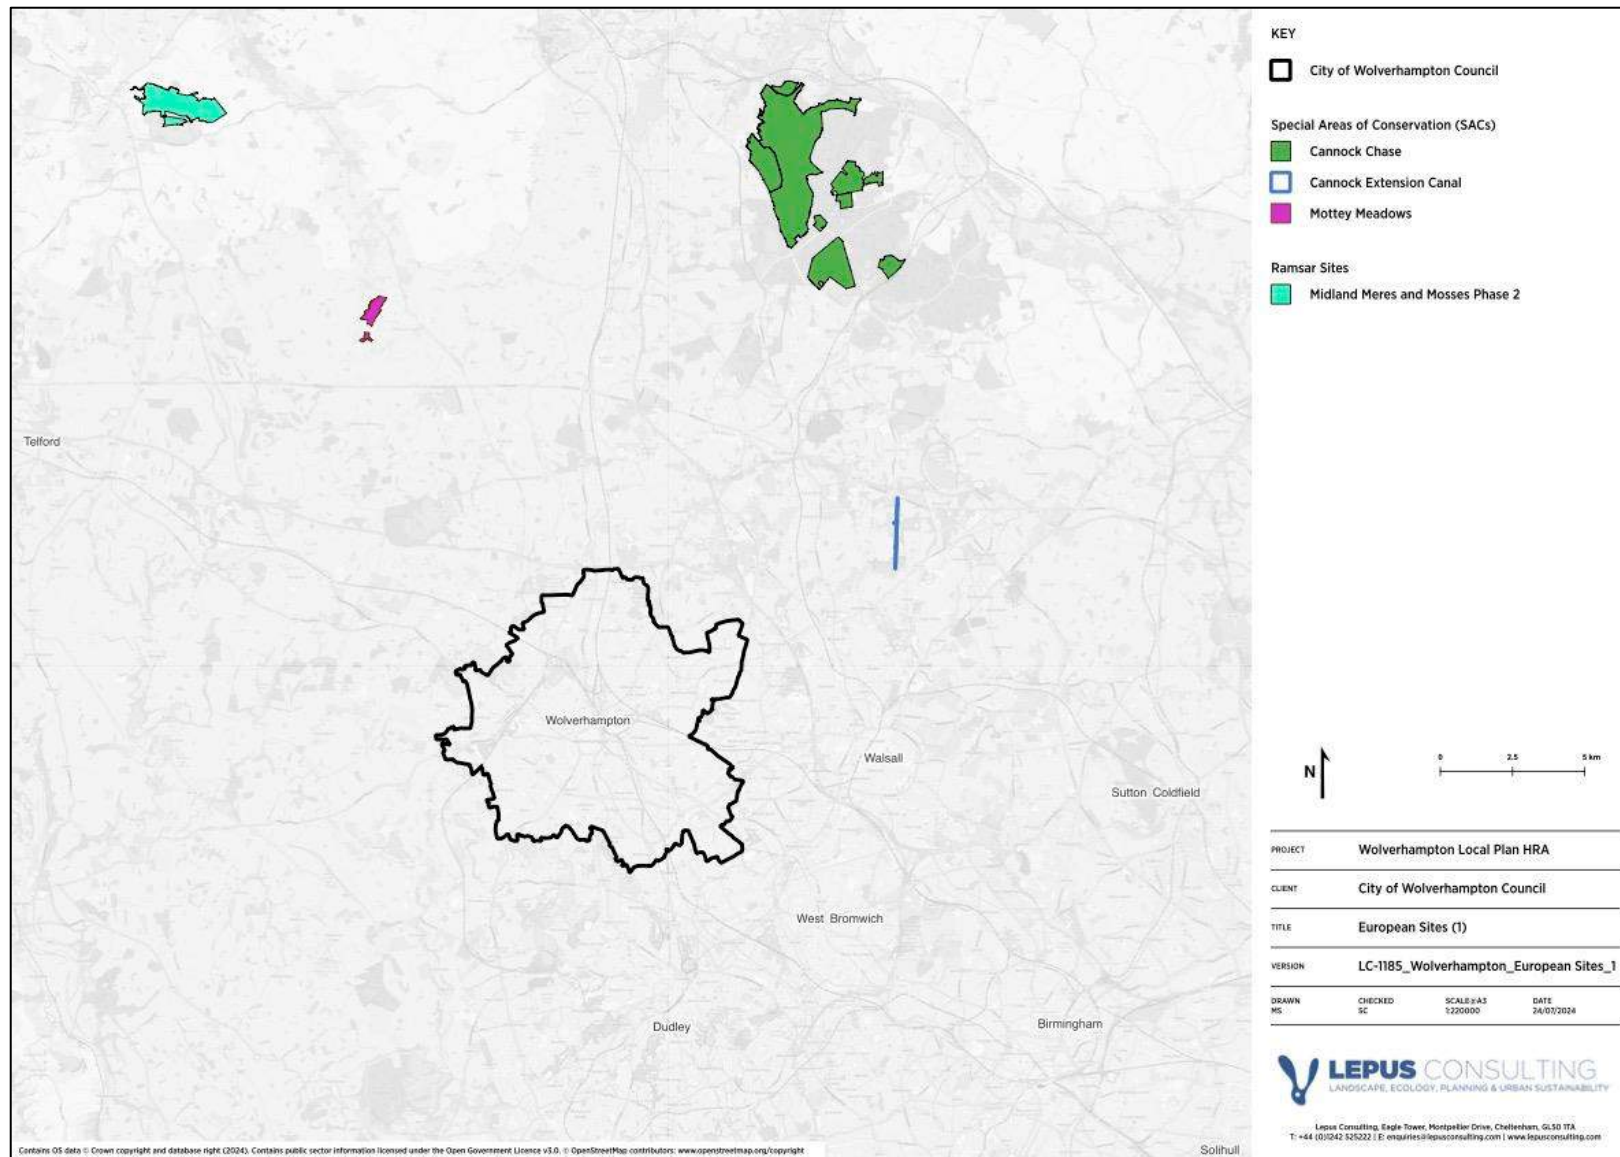 KEY
City of Wolverhampton Council
Special Areas of Conservation (SACs)
Cannock Chase
Cannock Extension Canal
Mottey Meadows
Ramsar Sites
Midland Meres and Mosses Phase 2
Telford
Wolverhampton
Walsall
Sutton Coldfield
West Bromwich
Dudley
Birmingham
Solihull
N
0 2.5 5 km
PROJECT Wolverhampton Local Plan HRA
CLIENT City of Wolverhampton Council
TITLE European Sites (1)
VERSION LC-1185_Wolverhampton_European Sites_1
DRAWN CHECKED SCALE@A3 DATE
MS SC 1:220000 24/07/2024
LEPUS CONSULTING
LANDSCAPE, ECOLOGY, PLANNING & URBAN SUSTAINABILITY
Lepus Consulting, Eagle Tower, Montpellier Drive, Cheltenham, GL50 1TA
T: +44 (0)1242 525222 | E: enquiries@lepusconsulting.com | www.lepusconsulting.com
Contains OS data © Crown copyright and database right (2024). Contains public sector information licensed under the Open Government Licence v3.0. © OpenStreetMap contributors: www.openstreetmap.org/copyright